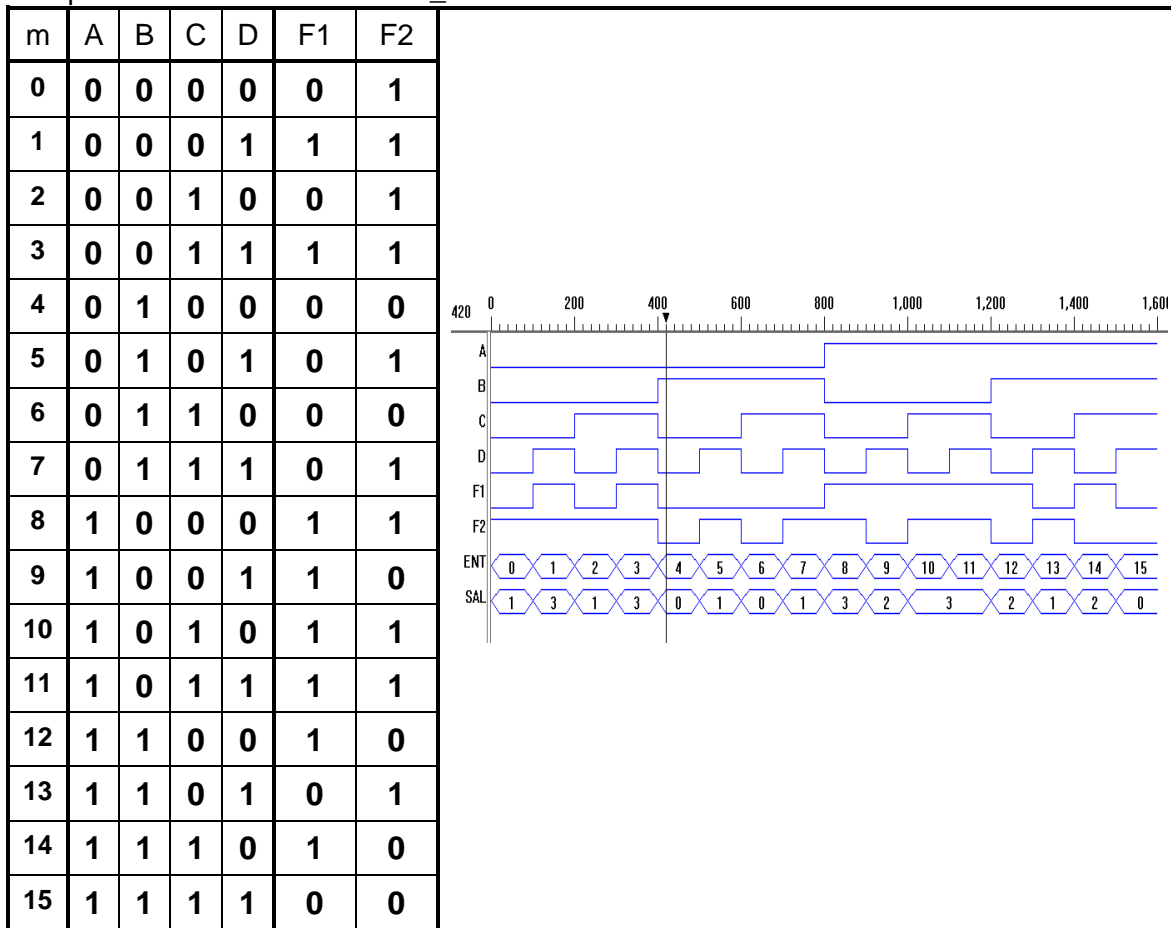 m A B C D F1 F2
0 0 0 0 0 0 1
1 0 0 0 1 1 1
2 0 0 1 0 0 1
3 0 0 1 1 1 1
4 0 1 0 0 0 0
5 0 1 0 1 0 1
6 0 1 1 0 0 0
7 0 1 1 1 0 1
8 1 0 0 0 1 1
9 1 0 0 1 1 0
10 1 0 1 0 1 1
11 1 0 1 1 1 1
12 1 1 0 0 1 0
13 1 1 0 1 0 1
14 1 1 1 0 1 0
15 1 1 1 1 0 0
420 0 200 400 600 800 1,000 1,200 1,400
A
B
C
D
F1
F2
ENT 0 1 2 3 4 5 6 7 8 9 10 11 12 13 14 15
SAL 1 3 1 3 0 1 0 1 3 2 3 2 1 2 0